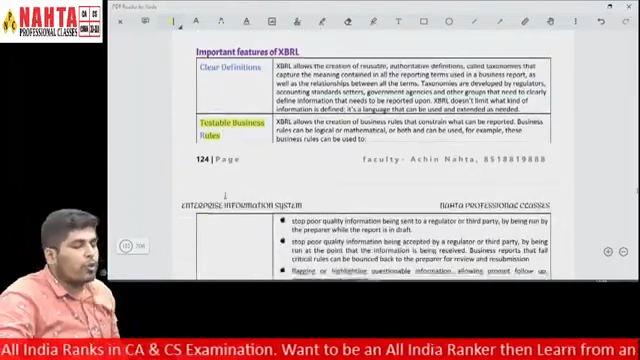 NAHTA
PROFESSIONAL CLASSES
CA & CS
Important features of XBRL
Clear Definitions
XBRL allows the creation of reusable, authoritative definitions, called taxonomies that
capture the meaning contained in all the reporting terms used in a business report, as
well as the relationships between all the terms. Taxonomies are developed by regulators,
accounting standards setters, government agencies and other groups that need to clearly
define information that needs to be reported upon. XBRL doesn't limit what kind of
information is defined; it's a language that can be used and extended as needed.
Testable Business
Rules
XBRL allows the creation of business rules that constrain what can be reported. Business
rules can be logical or mathematical, or both and can be used, for example, these
business rules can be used to:
124 | Page
faculty- Achin Nahta, 8518819888
ENTERPRISE INFORMATION SYSTEM
NAHTA PROFESSIONAL CLASSES
stop poor quality information being sent to a regulator or third party, by being run by
the preparer while the report is in draft.
stop poor quality information being accepted by a regulator or third party, by being
run at the point that the information is being received. Business reports that fail
critical rules can be bounced back to the preparer for review and resubmission
flagging or highlighting questionable information, allowing prompt follow up,
All India Ranks in CA & CS Examination. Want to be an All India Ranker then Learn from an